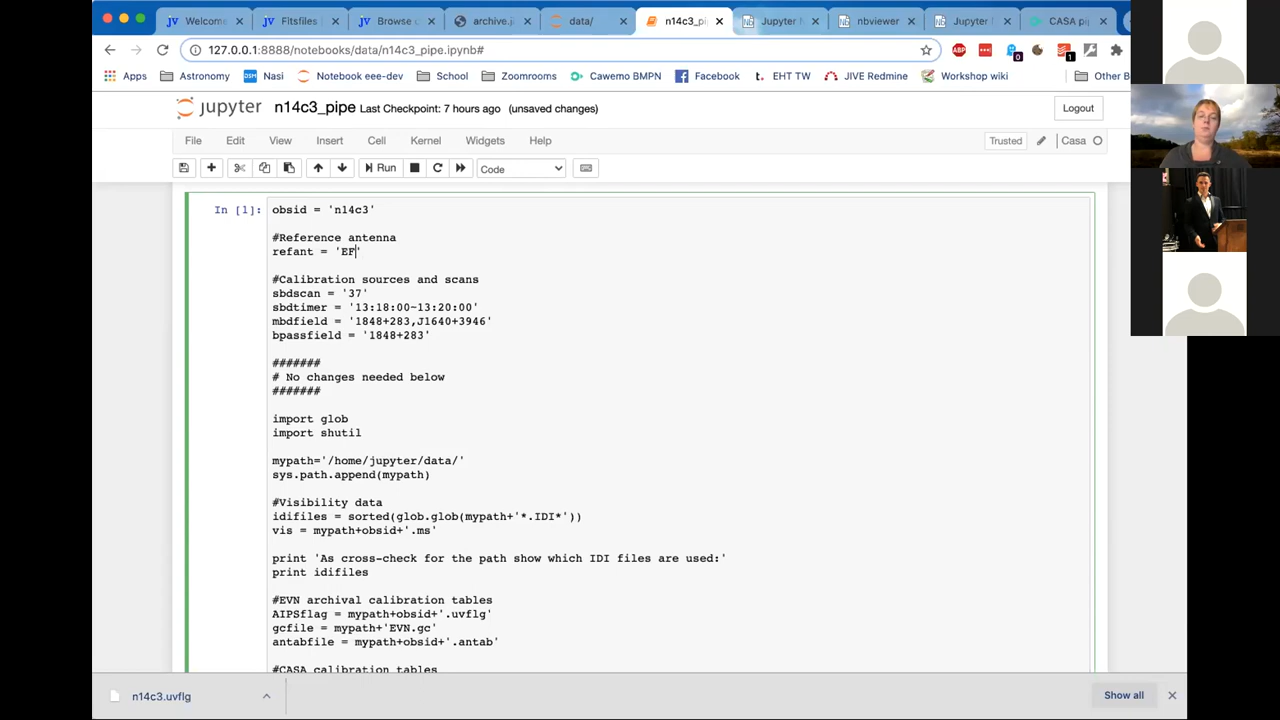 Welcome
Fitsfiles
Browse
archive.j
data/
n14c3_pi
Jupyter
nbviewer
Jupyter
CASA pi
127.0.0.1:8888/notebooks/data/n14c3_pipe.ipynb#
Apps
Astronomy
Nasi
Notebook eee-dev
School
Zoomrooms
Cawemo BMPN
Facebook
EHT TW
JIVE Redmine
Workshop wiki
Other B
jupyter n14c3_pipe Last Checkpoint: 7 hours ago (unsaved changes)
Logout
File Edit View Insert Cell Kernel Widgets Help
Trusted
Casa
Run
Code
In [1]: obsid = 'n14c3'
#Reference antenna
refant = 'EF'
#Calibration sources and scans
sbdscan = '37'
sbdtimer = '13:18:00~13:20:00'
mbdfield = '1848+283,J1640+3946'
bpassfield = '1848+283'
#######
# No changes needed below
#######
import glob
import shutil
mypath='/home/jupyter/data/'
sys.path.append(mypath)
#Visibility data
idifiles = sorted(glob.glob(mypath+'*.IDI*'))
vis = mypath+obsid+'.ms'
print 'As cross-check for the path show which IDI files are used:'
print idifiles
#EVN archival calibration tables
AIPSflag = mypath+obsid+'.uvflg'
gcfile = mypath+'EVN.gc'
antabfile = mypath+obsid+'.antab'
#CASA calibration tables
n14c3.uvflg
Show all